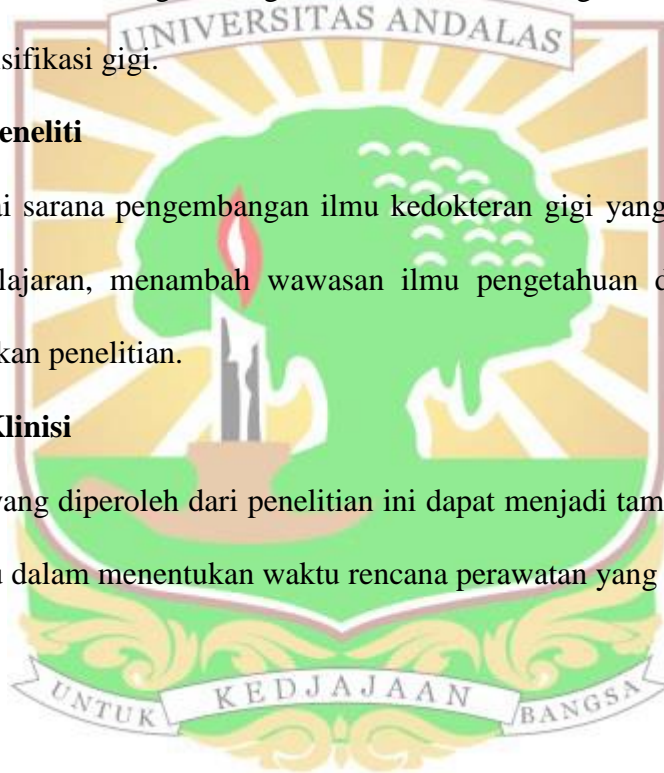 UNIVERSITAS ANDALAS
sifikasi gigi.
eneliti
ai sarana pengembangan ilmu kedokteran gigi yang
lajaran, menambah wawasan ilmu pengetahuan d
kan penelitian.
Klinisi
yang diperoleh dari penelitian ini dapat menjadi tam
u dalam menentukan waktu rencana perawatan yang
UNTUK KEDJAJAAN BANGSA